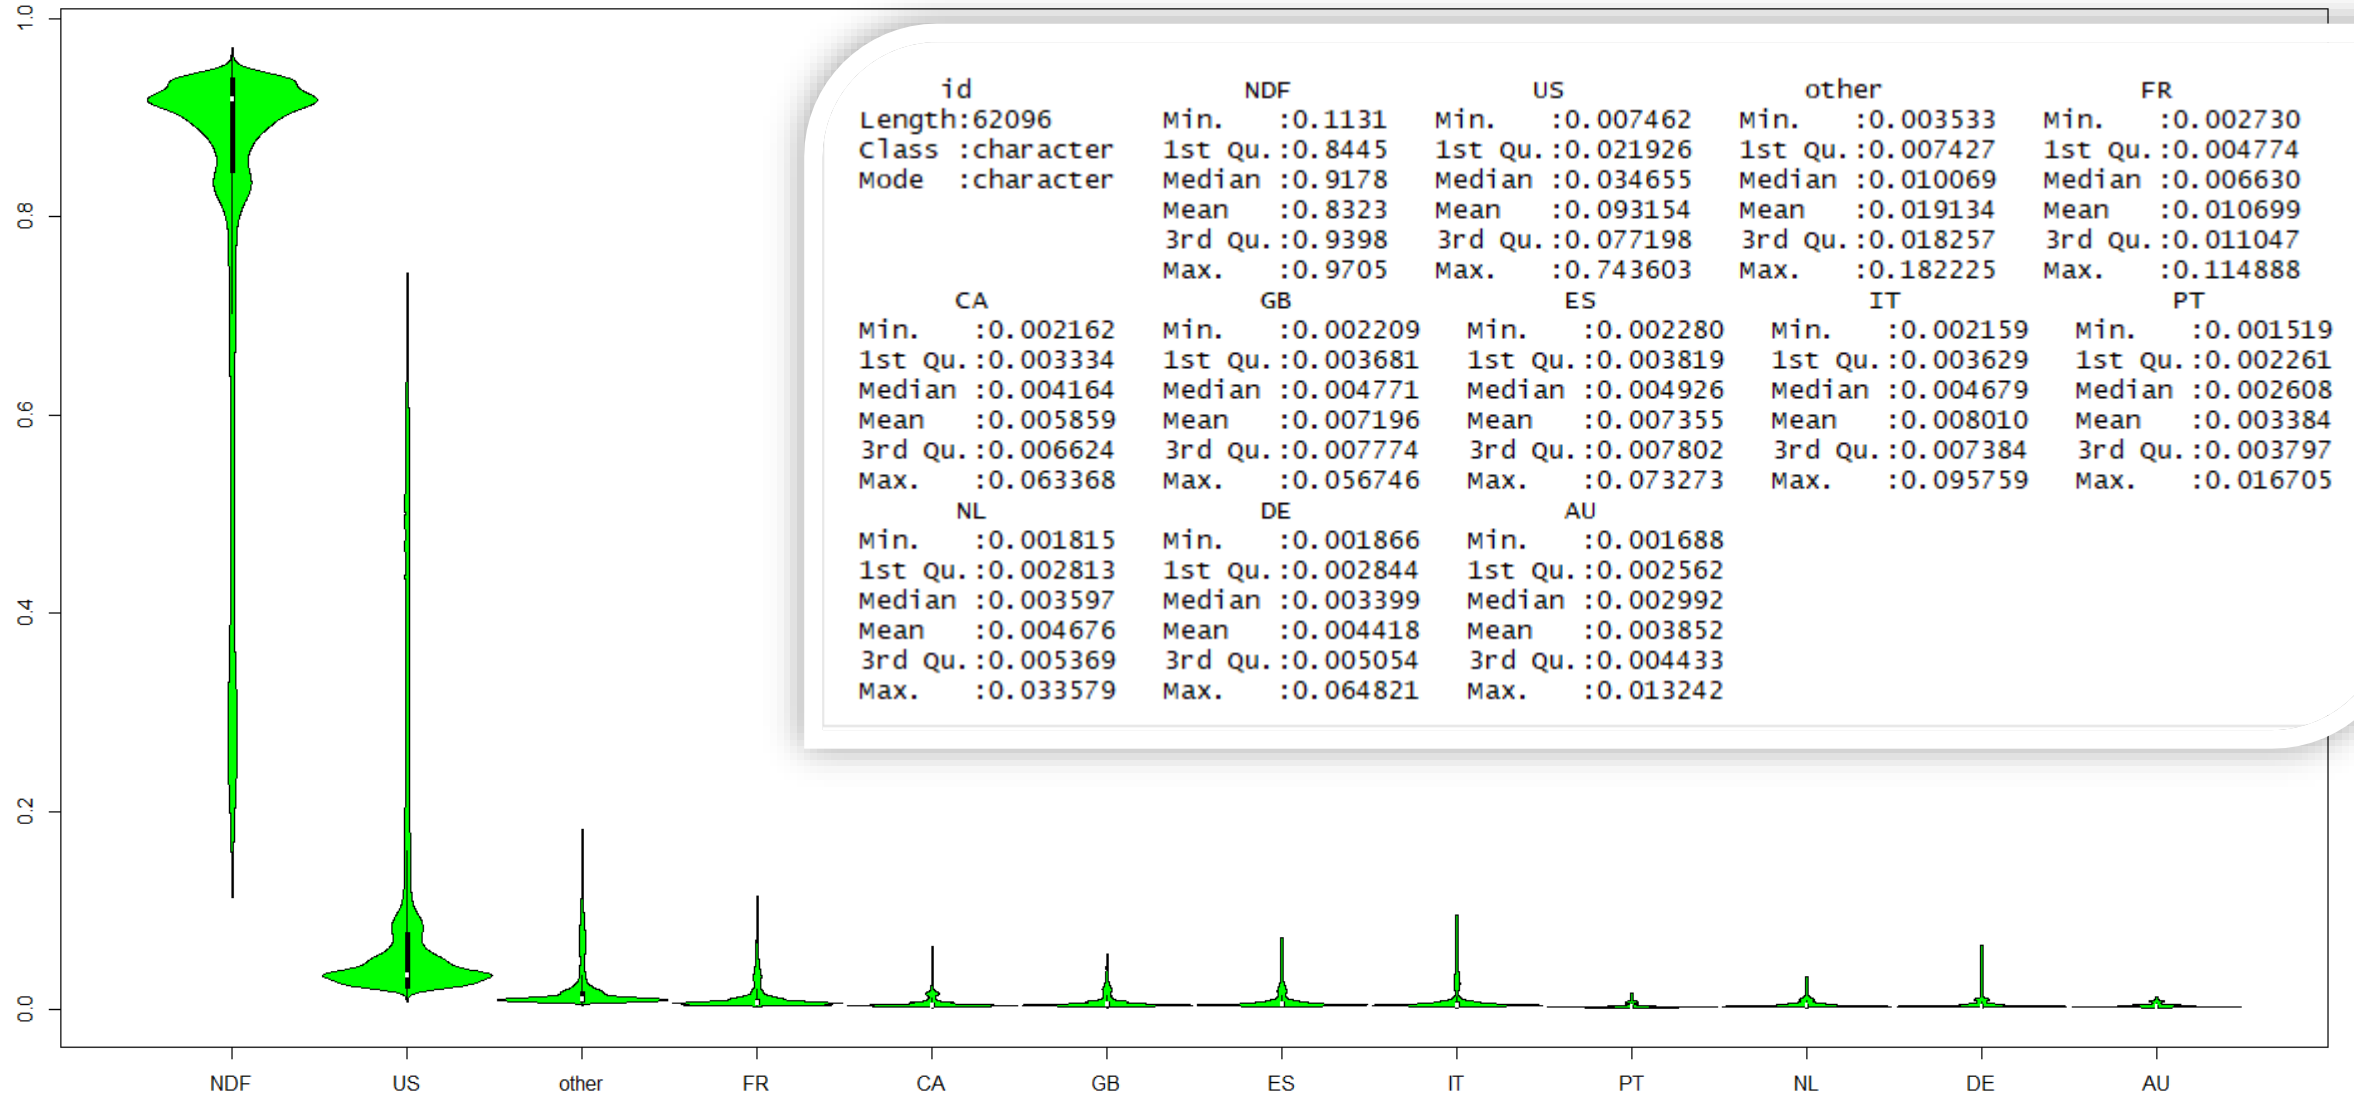 1.0
0.8
0.6
0.4
0.2
0.0
id NDF US other FR
Length:62096 Min. :0.1131 Min. :0.007462 Min. :0.003533 Min. :0.002730
Class :character 1st Qu.:0.8445 1st Qu.:0.021926 1st Qu.:0.007427 1st Qu.:0.004774
Mode :character Median :0.9178 Median :0.034655 Median :0.010069 Median :0.006630
Mean :0.8323 Mean :0.093154 Mean :0.019134 Mean :0.010699
3rd Qu.:0.9398 3rd Qu.:0.077198 3rd Qu.:0.018257 3rd Qu.:0.011047
Max. :0.9705 Max. :0.743603 Max. :0.182225 Max. :0.114888
CA GB ES IT PT
Min. :0.002162 Min. :0.002209 Min. :0.002280 Min. :0.002159 Min. :0.001519
1st Qu.:0.003334 1st Qu.:0.003681 1st Qu.:0.003819 1st Qu.:0.003629 1st Qu.:0.002261
Median :0.004164 Median :0.004771 Median :0.004926 Median :0.004679 Median :0.002608
Mean :0.005859 Mean :0.007196 Mean :0.007355 Mean :0.008010 Mean :0.003384
3rd Qu.:0.006624 3rd Qu.:0.007774 3rd Qu.:0.007802 3rd Qu.:0.007384 3rd Qu.:0.003797
Max. :0.063368 Max. :0.056746 Max. :0.073273 Max. :0.095759 Max. :0.016705
NL DE AU
Min. :0.001815 Min. :0.001866 Min. :0.001688
1st Qu.:0.002813 1st Qu.:0.002844 1st Qu.:0.002562
Median :0.003597 Median :0.003399 Median :0.002992
Mean :0.004676 Mean :0.004418 Mean :0.003852
3rd Qu.:0.005369 3rd Qu.:0.005054 3rd Qu.:0.004433
Max. :0.033579 Max. :0.064821 Max. :0.013242
NDF US other FR CA GB ES IT PT NL DE AU